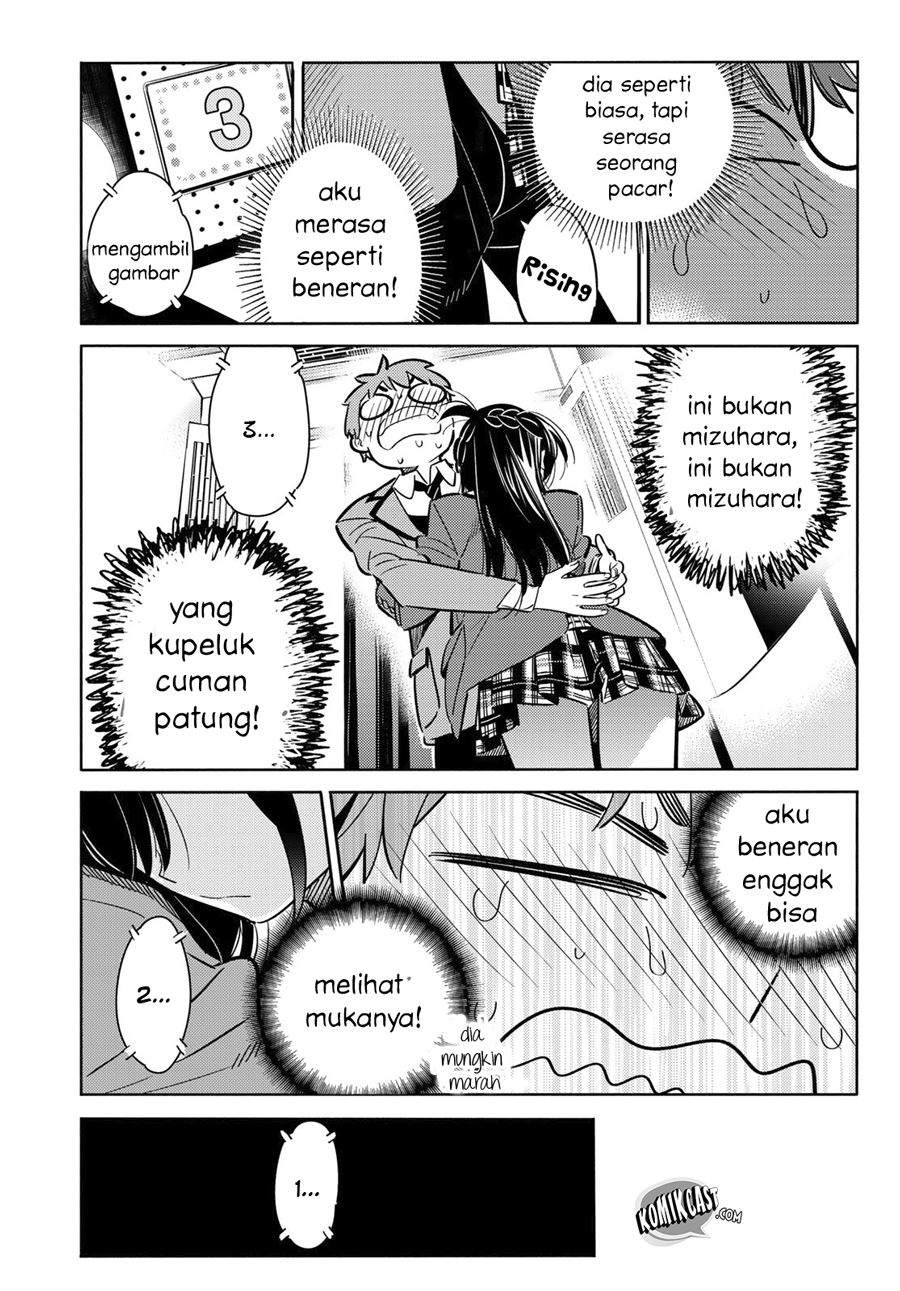 dia seperti
biasa, tapi
serasa
seorang
pacar!
Rising
aku
merasa
seperti
beneran!
3
mengambil
gambar
ini bukan
mizuhara,
ini bukan
mizuhara!
3...
yang
kupeluk
cuman
patung!
aku
beneran
enggak
bisa
melihat
mukanya!
dia
mungkin
marah
2...
1...
KOMIKCAST
.COM